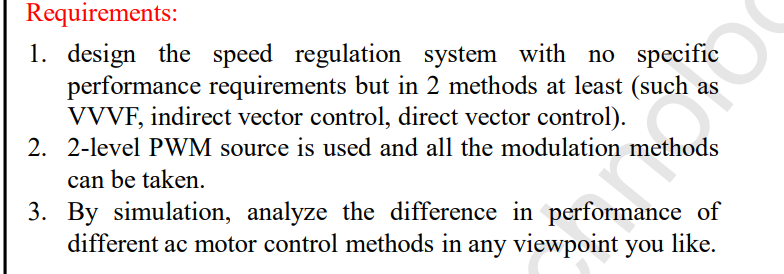 Requirements:
1. design the speed regulation system with no specific
performance requirements but in 2 methods at least (such as
VVVF, indirect vector control, direct vector control).
2. 2-level PWM source is used and all the modulation methods
can be taken.
3. By simulation, analyze the difference in performance of
different ac motor control methods in any viewpoint you like.